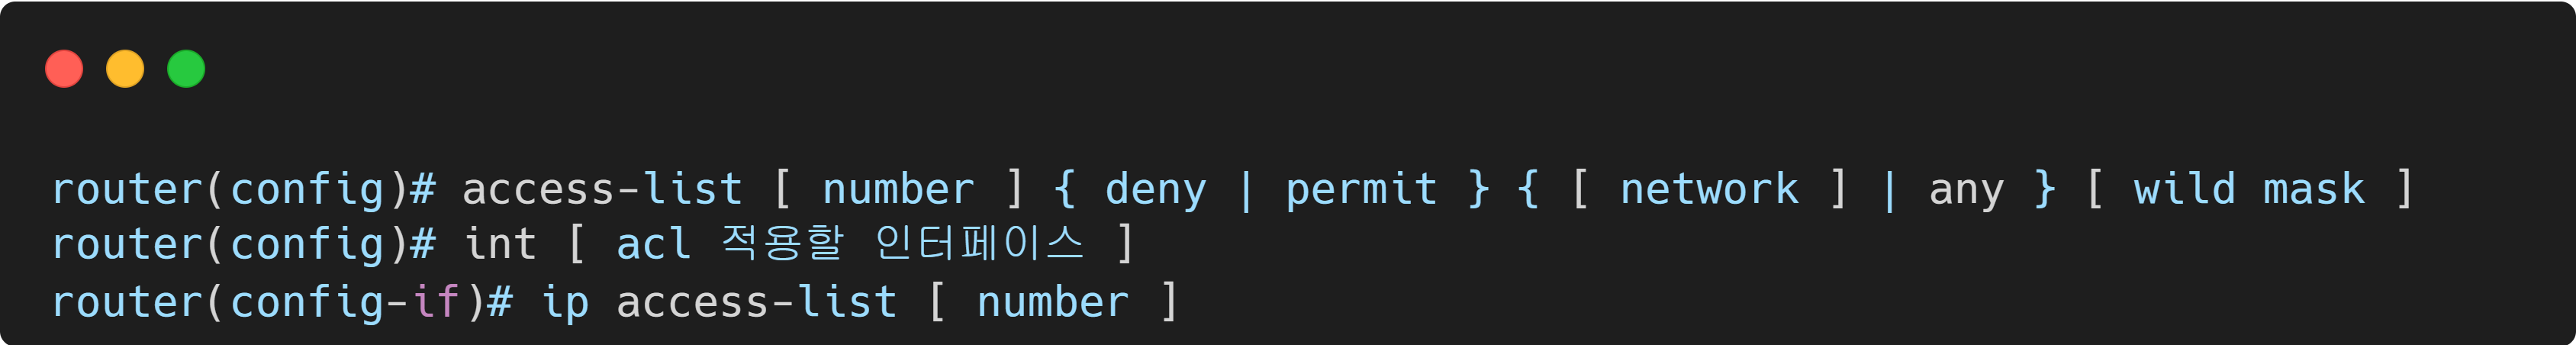 router(config)# access-list [ number ] { deny | permit } { [ network ] | any } [ wild mask ]
router(config)# int [ acl 적용할 인터페이스 ]
router(config-if)# ip access-list [ number ]